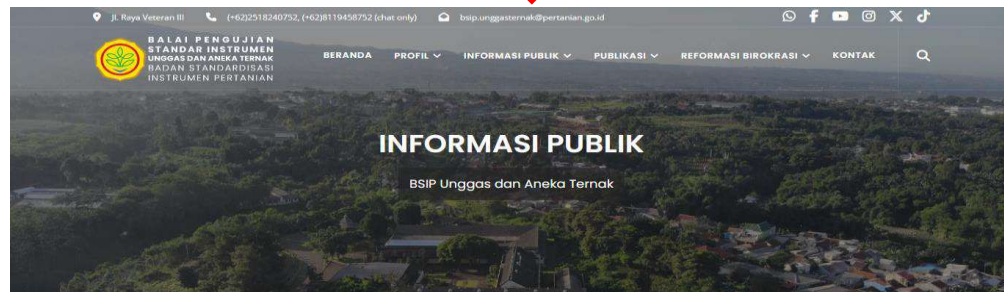 Jl. Raya Veteran III (+62)2518240752, (+62)8119458752 (chat only) bsip.unggasternak@pertanian.go.id
BALAI PENGUJIAN
STANDAR INSTRUMEN
UNGGAS DAN ANEKA TERNAK
BADAN STANDARDISASI
INSTRUMEN PERTANIAN
BERANDA PROFIL INFORMASI PUBLIK PUBLIKASI REFORMASI BIROKRASI KONTAK
INFORMASI PUBLIK
BSIP Unggas dan Aneka Ternak